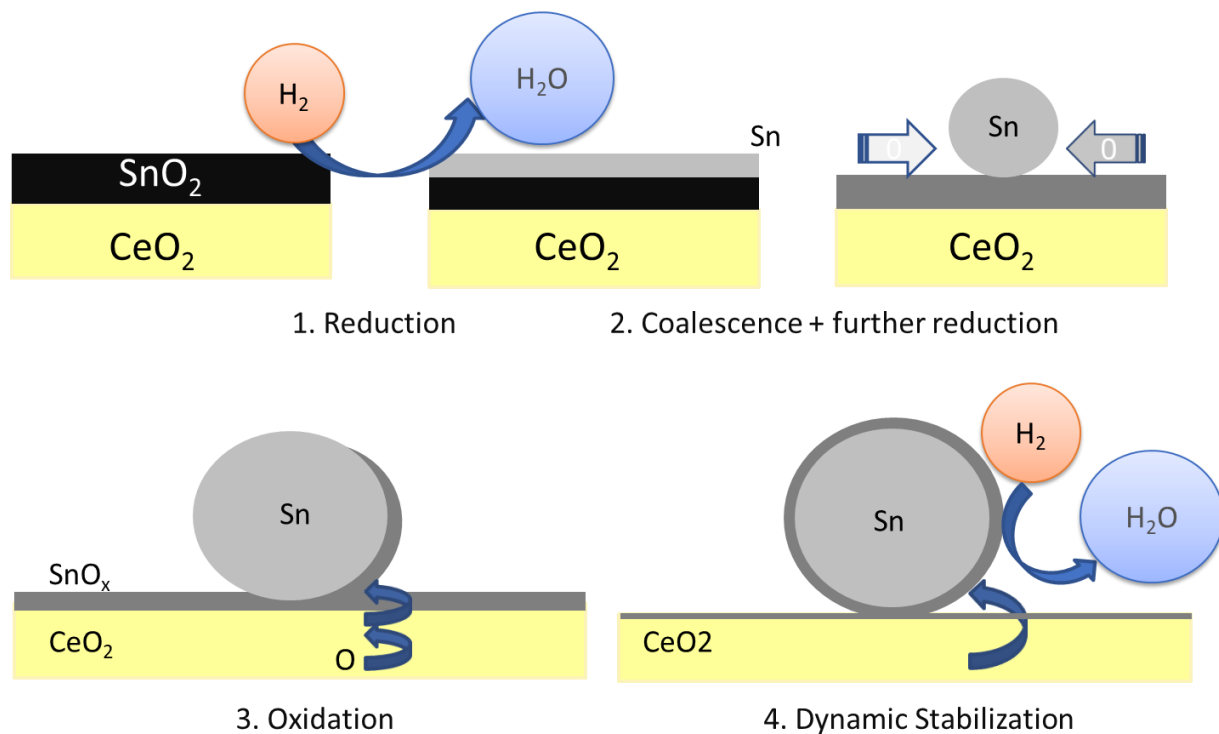 H₂
H₂O
SnO₂
CeO₂
Sn
CeO₂
0
Sn
0
CeO₂
1. Reduction
2. Coalescence + further reduction
Sn
SnOₓ
CeO₂
O
3. Oxidation
H₂
Sn
H₂O
CeO2
4. Dynamic Stabilization